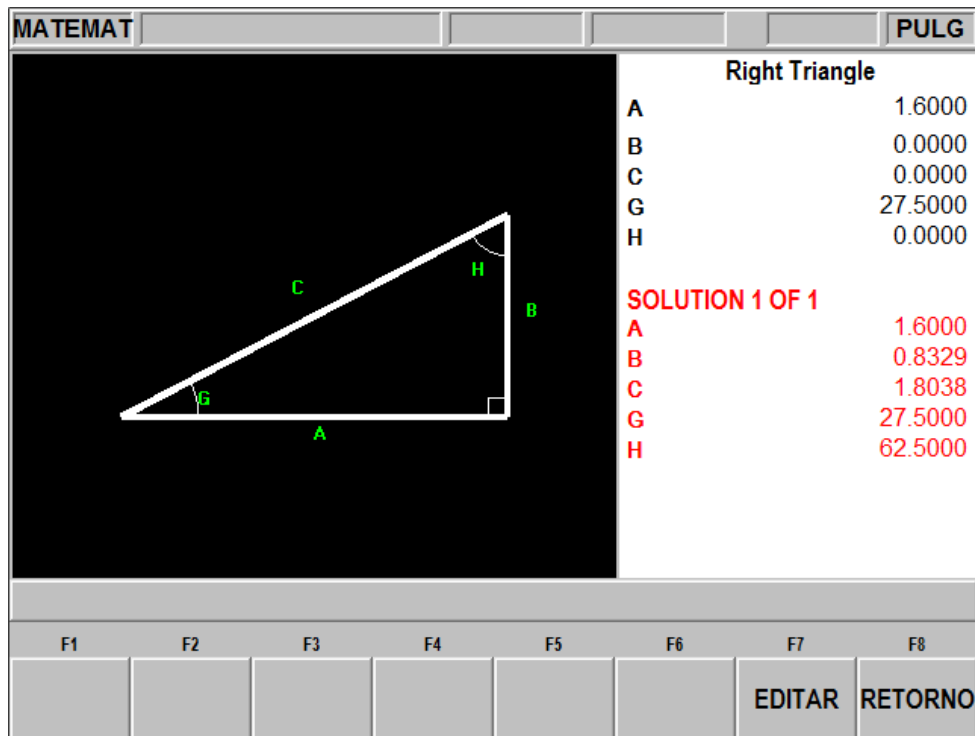 MATEMAT PULG
Right Triangle
A 1.6000
B 0.0000
C 0.0000
G 27.5000
H 0.0000
SOLUTION 1 OF 1
A 1.6000
B 0.8329
C 1.8038
G 27.5000
H 62.5000
H
C
B
G
A
F1 F2 F3 F4 F5 F6 F7 F8
EDITAR RETORNO